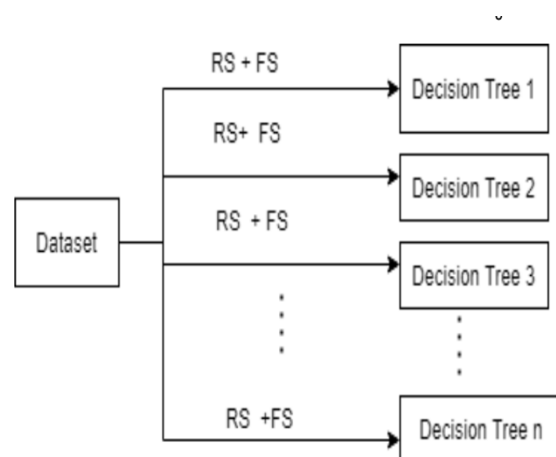 RS + FS
Decision Tree 1
RS+ FS
Decision Tree 2
Dataset
RS + FS
Decision Tree 3
RS +FS
Decision Tree n